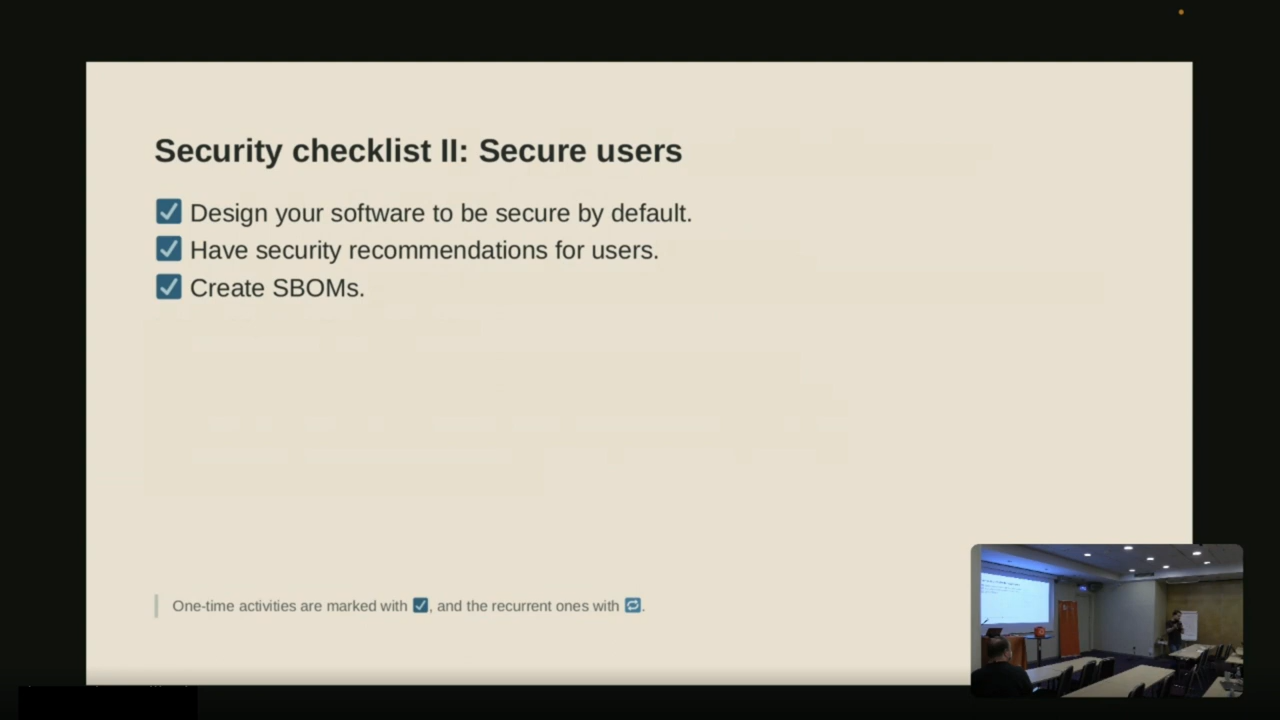 Security checklist II: Secure users
☑ Design your software to be secure by default.
☑ Have security recommendations for users.
☑ Create SBOMs.
One-time activities are marked with ☑, and the recurrent ones with 🔁.